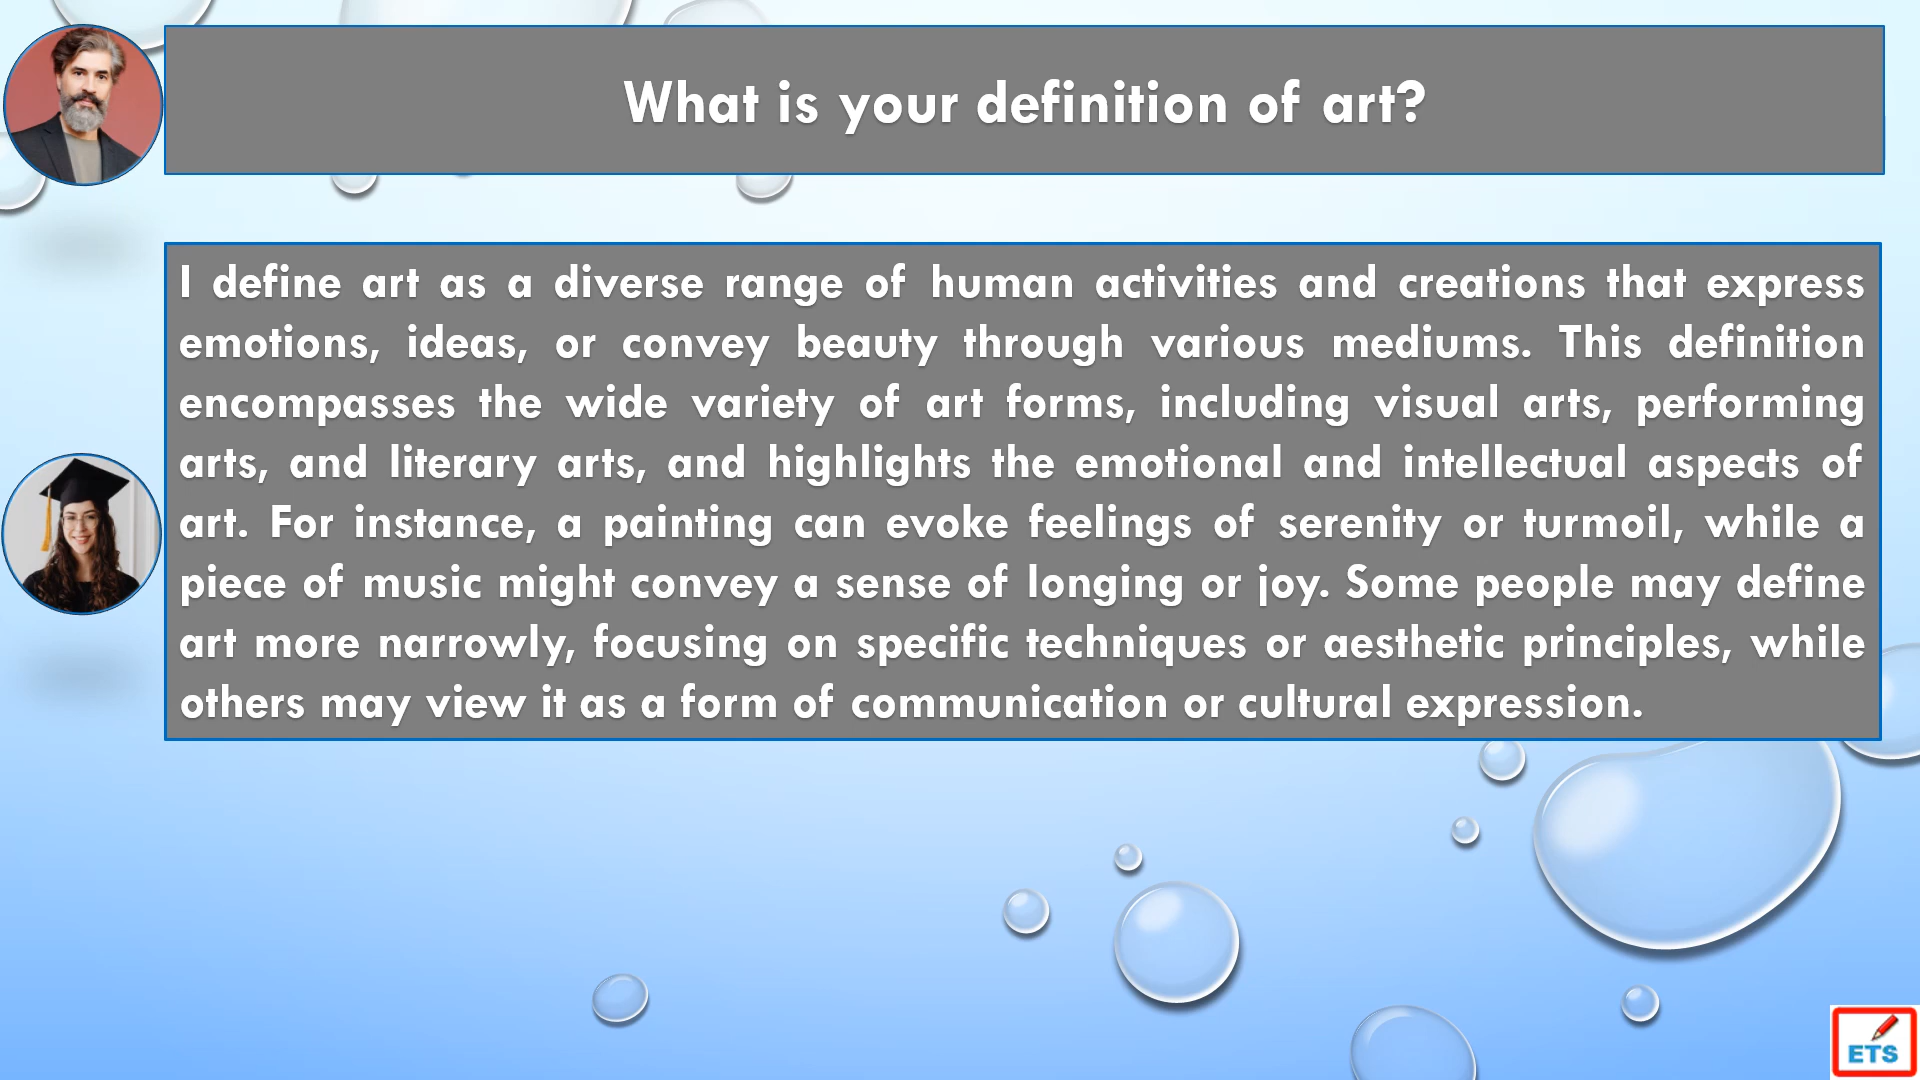 What is your definition of art?
I define art as a diverse range of human activities and creations that express
emotions, ideas, or convey beauty through various mediums. This definition
encompasses the wide variety of art forms, including visual arts, performing
arts, and literary arts, and highlights the emotional and intellectual aspects of
art. For instance, a painting can evoke feelings of serenity or turmoil, while a
piece of music might convey a sense of longing or joy. Some people may define
art more narrowly, focusing on specific techniques or aesthetic principles, while
others may view it as a form of communication or cultural expression.
ETS